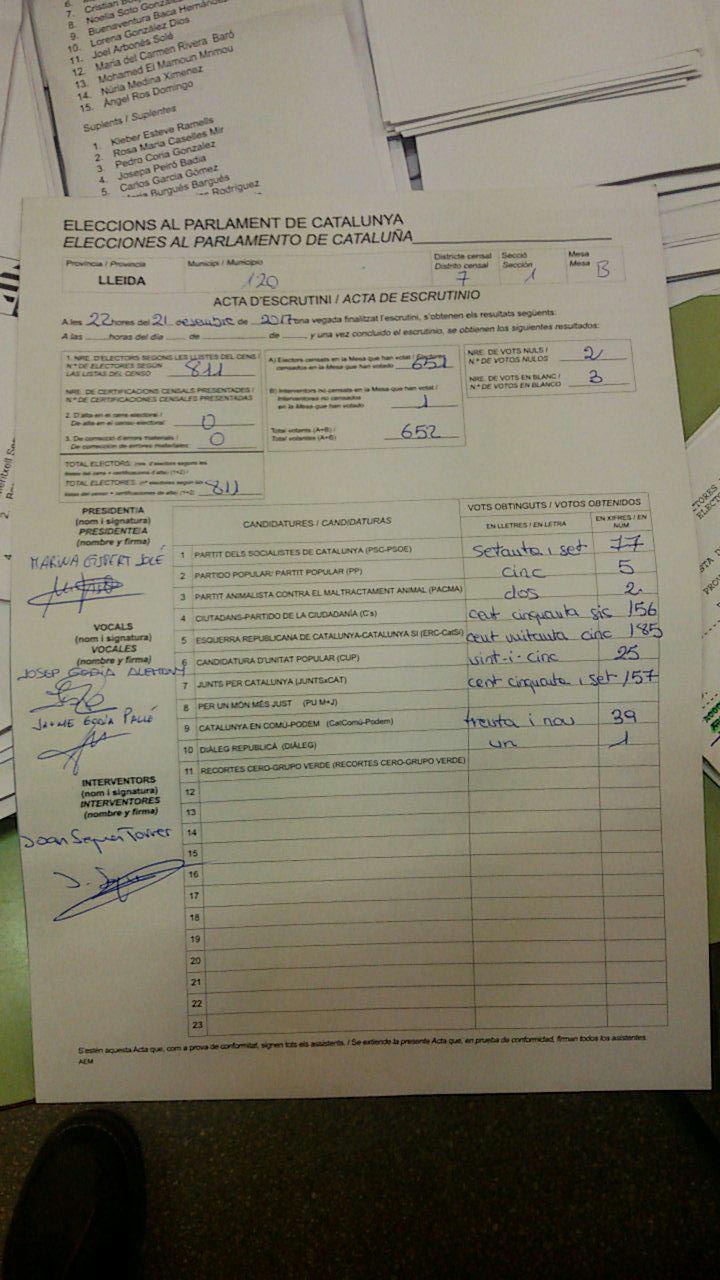 7. Cristian
8. Noelia Soto González
9. Buenaventura Baca Hernández
10. Lorena González Dios
11. Joel Arbonés Solé
12. Maria del Carmen Rivera Baró
13. Mohamed El Mamoun Mrimou
14. Núria Medina Ximenez
15. Àngel Ros Domingo
Suplents / Suplentes
1. Kleber Esteve Ramells
2. Rosa Maria Caselles Mir
3. Pedro Coria Gonzalez
4. Josepa Peiró Badia
5. Carlos Garcia Gómez
Burgués Bargués
Rodríguez
ELECCIONS AL PARLAMENT DE CATALUNYA
ELECCIONES AL PARLAMENTO DE CATALUÑA
Província / Provincia Municipi / Municipio Districte censal Secció Mesa
Distrito censal Sección Mesa
LLEIDA 120 7 1 B
ACTA D'ESCRUTINI / ACTA DE ESCRUTINIO
A les 22 hores del 21 desembre de 2017 una vegada finalitzat l'escrutini, s'obtenen els resultats següents:
A las ____ horas del día ____ de ____ de ____, y una vez concluido el escrutinio, se obtienen los siguientes resultados:
1. NRE. D'ELECTORS SEGONS LES LLISTES DEL CENS /
Nº DE ELECTORES SEGÚN
LAS LISTAS DEL CENSO 811
NRE. DE CERTIFICACIONS CENSALS PRESENTADES /
Nº DE CERTIFICACIONES CENSALES PRESENTADAS
2. D'alta en el cens electoral /
De alta en el censo electoral: 0
3. De correcció d'errors materials /
De corrección de errores materiales: 0
TOTAL ELECTORS: (nre. d'electors segons les
llistes del cens + certificacions d'alta) (1+2) /
TOTAL ELECTORES: (nº electores según las
listas del censo + certificaciones de alta) (1+2) 811
A) Electors censats en la Mesa que han votat / Electores
censados en la Mesa que han votado 651
B) Interventors no censats en la Mesa que han votat /
Interventores no censados
en la Mesa que han votado 1
Total votants (A+B) /
Total votantes (A+B) 652
NRE. DE VOTS NULS /
Nº DE VOTOS NULOS 2
NRE. DE VOTS EN BLANC /
Nº DE VOTOS EN BLANCO 3
PRESIDENT/A
(nom i signatura)
PRESIDENTE/A
(nombre y firma)
MARINA GISPERT JOLÉ
VOCALS
(nom i signatura)
VOCALES
(nombre y firma)
JOSEP GODIA ALEMANY
JAUME GODIA PALLÉ
INTERVENTORS
(nom i signatura)
INTERVENTORES
(nombre y firma)
Joan Torrer
CANDIDATURES / CANDIDATURAS VOTS OBTINGUTS / VOTOS OBTENIDOS
EN LLETRES / EN LETRA EN XIFRES / EN NUM
1 PARTIT DELS SOCIALISTES DE CATALUNYA (PSC-PSOE) setanta i set 77
2 PARTIDO POPULAR/ PARTIT POPULAR (PP) cinc 5
3 PARTIT ANIMALISTA CONTRA EL MALTRACTAMENT ANIMAL (PACMA) dos 2
4 CIUTADANS-PARTIDO DE LA CIUDADANÍA (C's) cent cinquanta sis 156
5 ESQUERRA REPUBLICANA DE CATALUNYA-CATALUNYA SÍ (ERC-CatSí) cent vuitanta cinc 185
6 CANDIDATURA D'UNITAT POPULAR (CUP) vint-i-cinc 25
7 JUNTS PER CATALUNYA (JUNTSxCAT) cent cinquanta i set 157
8 PER UN MÓN MÉS JUST (PUM+J)
9 CATALUNYA EN COMÚ-PODEM (CatComú-Podem) trenta i nou 39
10 DIÀLEG REPUBLICÀ (DIÀLEG) un 1
11 RECORTES CERO-GRUPO VERDE (RECORTES CERO-GRUPO VERDE)
12
13
14
15
16
17
18
19
20
21
22
23
S'estén aquesta Acta que, com a prova de conformitat, signen tots els assistents. / Se extiende la presente Acta que, en prueba de conformidad, firman todos los asistentes
AEM